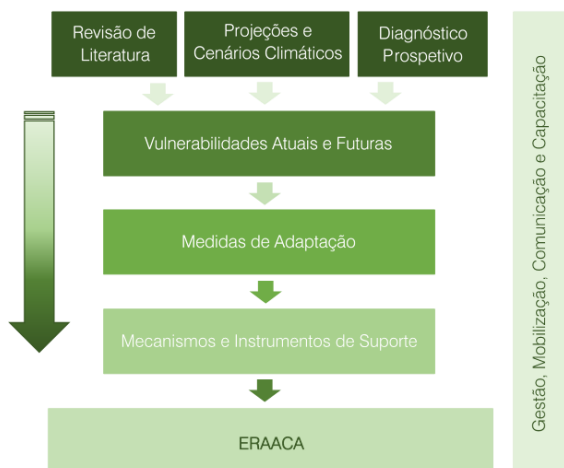 Revisão de
Literatura
Projeções e
Cenários Climáticos
Diagnóstico
Prospetivo
Vulnerabilidades Atuais e Futuras
Medidas de Adaptação
Mecanismos e Instrumentos de Suporte
ERAACA
Gestão, Mobilização, Comunicação e Capacitação